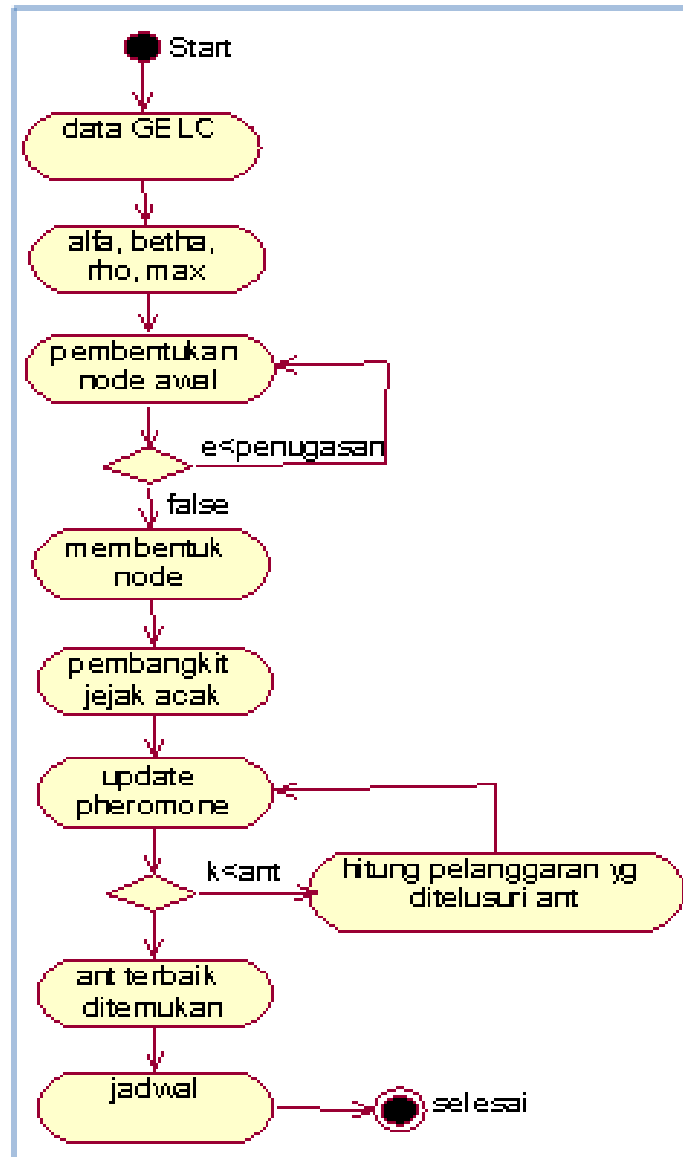 Start
data GELC
alfa, betha,
rho, max
pembentukan
node awal
e<penugasan
false
membentuk
node
pembangkit
jejak acak
update
pheromone
k<ant
hitung pelanggaran yg
ditelusuri ant
ant terbaik
ditemukan
jadwal
selesai